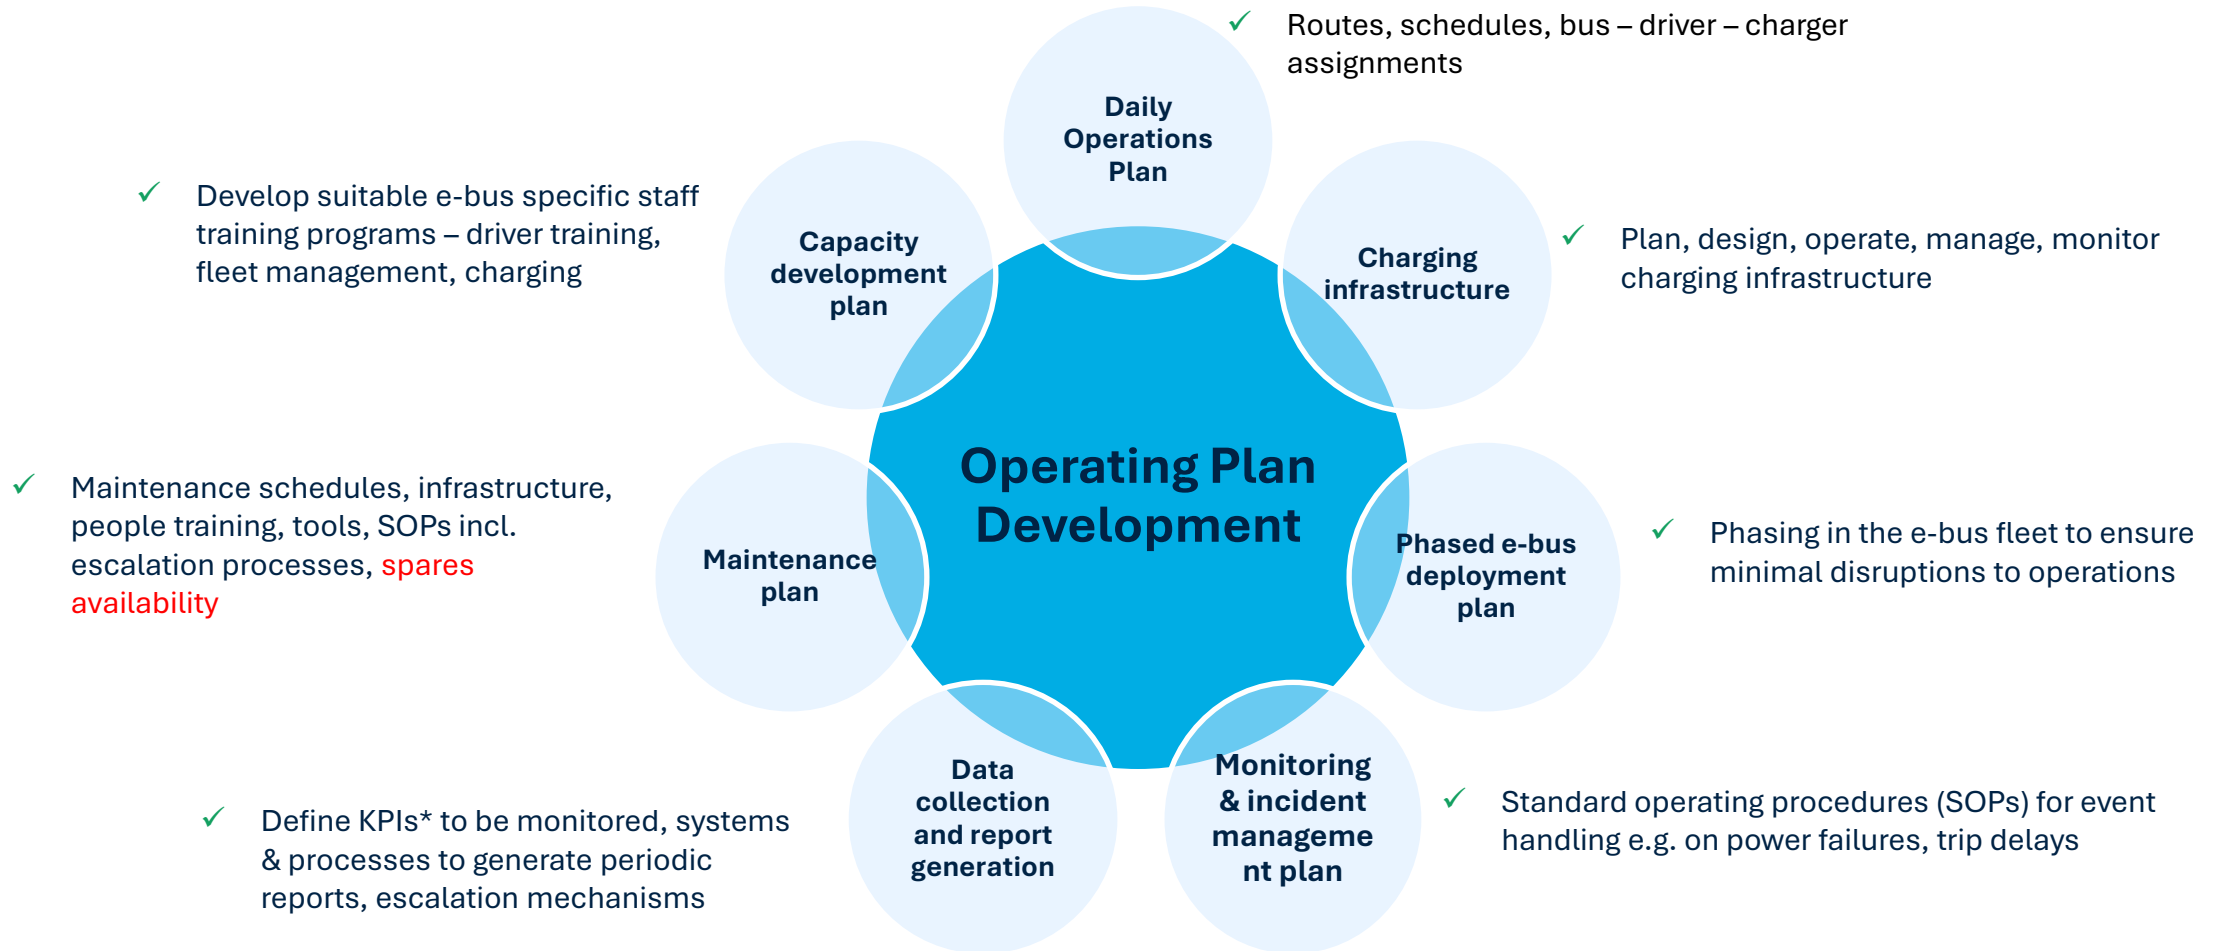 ✓ Routes, schedules, bus – driver – charger
assignments
Daily
Operations
Plan
✓ Develop suitable e-bus specific staff
training programs – driver training,
fleet management, charging
Capacity
development
plan
Charging
infrastructure
✓ Plan, design, operate, manage, monitor
charging infrastructure
Operating Plan
Development
✓ Maintenance schedules, infrastructure,
people training, tools, SOPs incl.
escalation processes, spares
availability
Maintenance
plan
Phased e-bus
deployment
plan
✓ Phasing in the e-bus fleet to ensure
minimal disruptions to operations
✓ Define KPIs* to be monitored, systems
& processes to generate periodic
reports, escalation mechanisms
Data
collection
and report
generation
Monitoring
& incident
manageme
nt plan
✓ Standard operating procedures (SOPs) for event
handling e.g. on power failures, trip delays